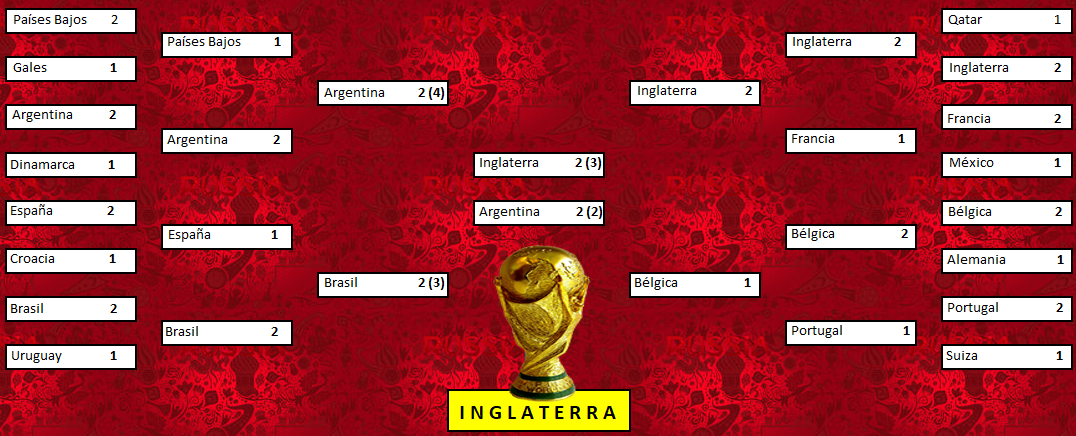 Países Bajos 2
Gales 1
Argentina 2
Dinamarca 1
España 2
Croacia 1
Brasil 2
Uruguay 1
Países Bajos 1
Argentina 2
España 1
Brasil 2
Argentina 2 (4)
Brasil 2 (3)
Inglaterra 2 (3)
Argentina 2 (2)
INGLATERRA
Inglaterra 2
Bélgica 1
Inglaterra 2
Francia 1
Bélgica 2
Portugal 1
Qatar 1
Inglaterra 2
Francia 2
México 1
Bélgica 2
Alemania 1
Portugal 2
Suiza 1